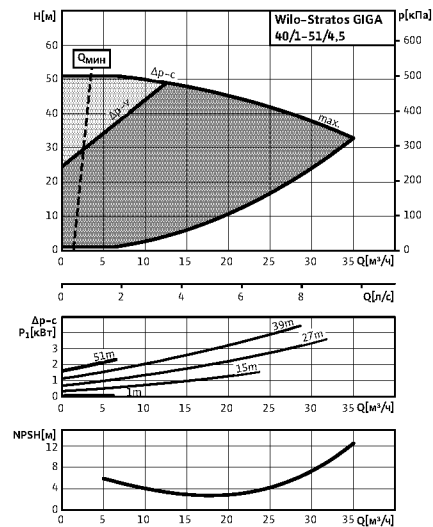 H[м]
Wilo-Stratos GIGA
40/1-51/4,5
p[кПа]
60
50
40
30
20
10
0
600
500
400
300
200
100
0
Qмин
Δp-c
Δp-v
max.
0 5 10 15 20 25 30 35 Q[м³/ч]
0 2 4 6 8 Q[л/с]
Δp-c
P₁[кВт]
3
2
1
0
51m
39m
27m
15m
1m
0 5 10 15 20 25 30 35 Q[м³/ч]
NPSH[м]
12
8
4
0
0 5 10 15 20 25 30 35 Q[м³/ч]